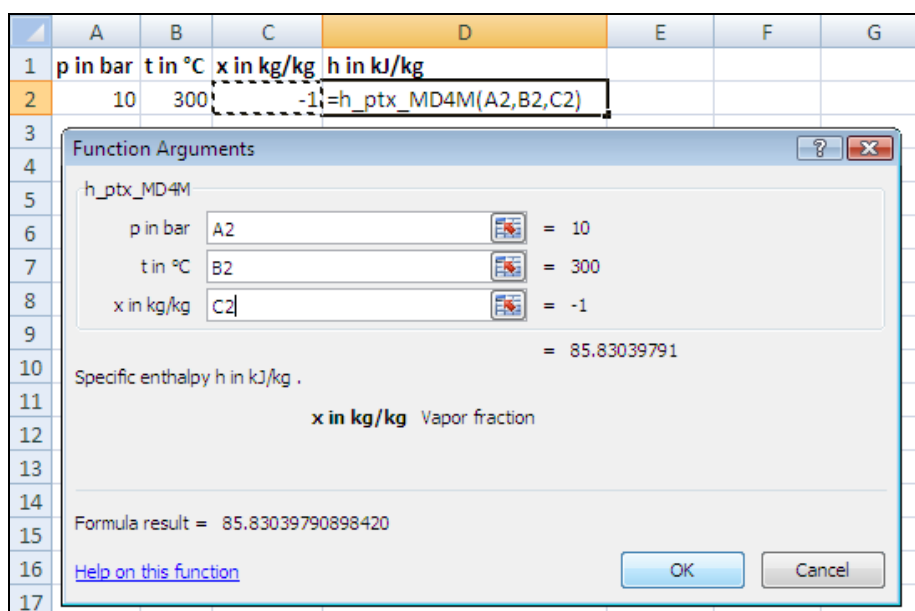 A B C D E F G
1 p in bar t in °C x in kg/kg h in kJ/kg
2 10 300 -1 =h_ptx_MD4M(A2,B2,C2)
3
Function Arguments
4
h_ptx_MD4M
5
6 p in bar A2 = 10
7 t in °C B2 = 300
8 x in kg/kg C2 = -1
9
= 85.83039791
10
Specific enthalpy h in kJ/kg .
11
x in kg/kg Vapor fraction
12
13
14
Formula result = 85.83039790898420
15
16 Help on this function OK Cancel
17